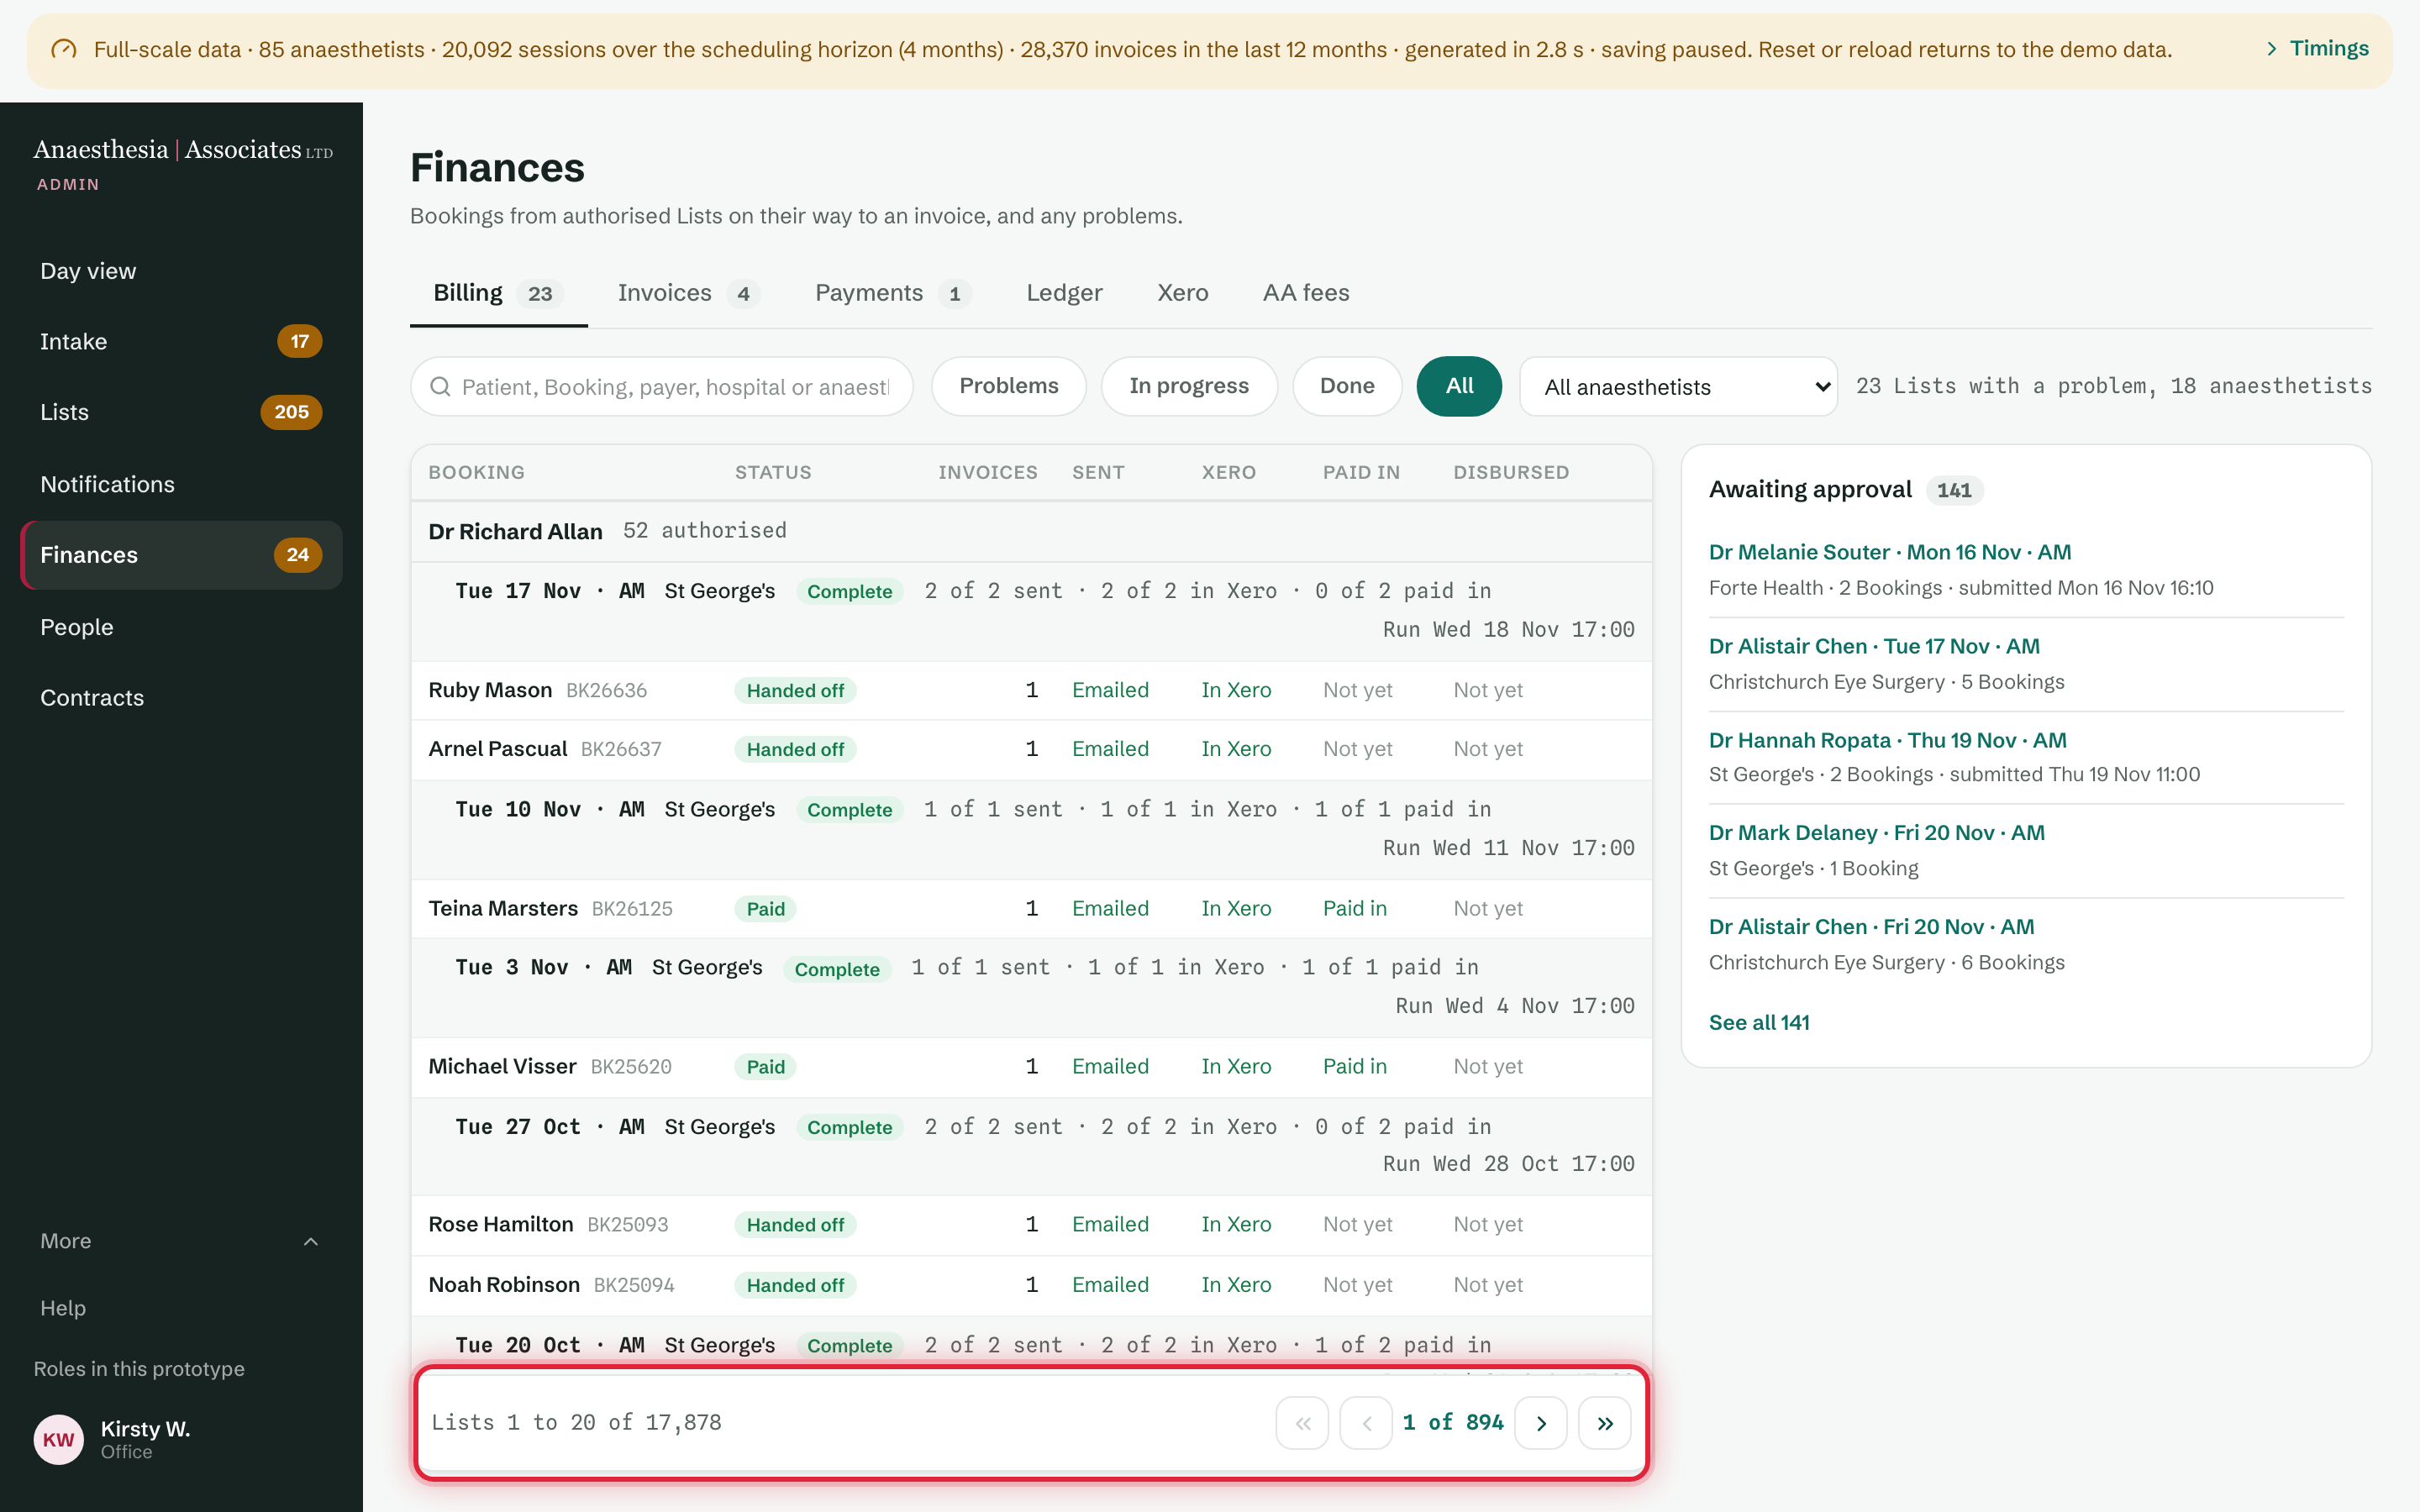 Full-scale data · 85 anaesthetists · 20,092 sessions over the scheduling horizon (4 months) · 28,370 invoices in the last 12 months · generated in 2.8 s · saving paused. Reset or reload returns to the demo data.
Timings
Anaesthesia | Associates LTD
ADMIN
Day view
Intake 17
Lists 205
Notifications
Finances 24
People
Contracts
More
Help
Roles in this prototype
KW
Kirsty W.
Office
Finances
Bookings from authorised Lists on their way to an invoice, and any problems.
Billing 23 Invoices 4 Payments 1 Ledger Xero AA fees
Patient, Booking, payer, hospital or anaest
Problems In progress Done All All anaesthetists 23 Lists with a problem, 18 anaesthetists
BOOKING STATUS INVOICES SENT XERO PAID IN DISBURSED
Dr Richard Allan 52 authorised
Tue 17 Nov · AM St George's Complete 2 of 2 sent · 2 of 2 in Xero · 0 of 2 paid in
Run Wed 18 Nov 17:00
Ruby Mason BK26636 Handed off 1 Emailed In Xero Not yet Not yet
Arnel Pascual BK26637 Handed off 1 Emailed In Xero Not yet Not yet
Tue 10 Nov · AM St George's Complete 1 of 1 sent · 1 of 1 in Xero · 1 of 1 paid in
Run Wed 11 Nov 17:00
Teina Marsters BK26125 Paid 1 Emailed In Xero Paid in Not yet
Tue 3 Nov · AM St George's Complete 1 of 1 sent · 1 of 1 in Xero · 1 of 1 paid in
Run Wed 4 Nov 17:00
Michael Visser BK25620 Paid 1 Emailed In Xero Paid in Not yet
Tue 27 Oct · AM St George's Complete 2 of 2 sent · 2 of 2 in Xero · 0 of 2 paid in
Run Wed 28 Oct 17:00
Rose Hamilton BK25093 Handed off 1 Emailed In Xero Not yet Not yet
Noah Robinson BK25094 Handed off 1 Emailed In Xero Not yet Not yet
Tue 20 Oct · AM St George's Complete 2 of 2 sent · 2 of 2 in Xero · 1 of 2 paid in
Lists 1 to 20 of 17,878
« ‹ 1 of 894 › »
Awaiting approval 141
Dr Melanie Souter · Mon 16 Nov · AM
Forte Health · 2 Bookings · submitted Mon 16 Nov 16:10
Dr Alistair Chen · Tue 17 Nov · AM
Christchurch Eye Surgery · 5 Bookings
Dr Hannah Ropata · Thu 19 Nov · AM
St George's · 2 Bookings · submitted Thu 19 Nov 11:00
Dr Mark Delaney · Fri 20 Nov · AM
St George's · 1 Booking
Dr Alistair Chen · Fri 20 Nov · AM
Christchurch Eye Surgery · 6 Bookings
See all 141